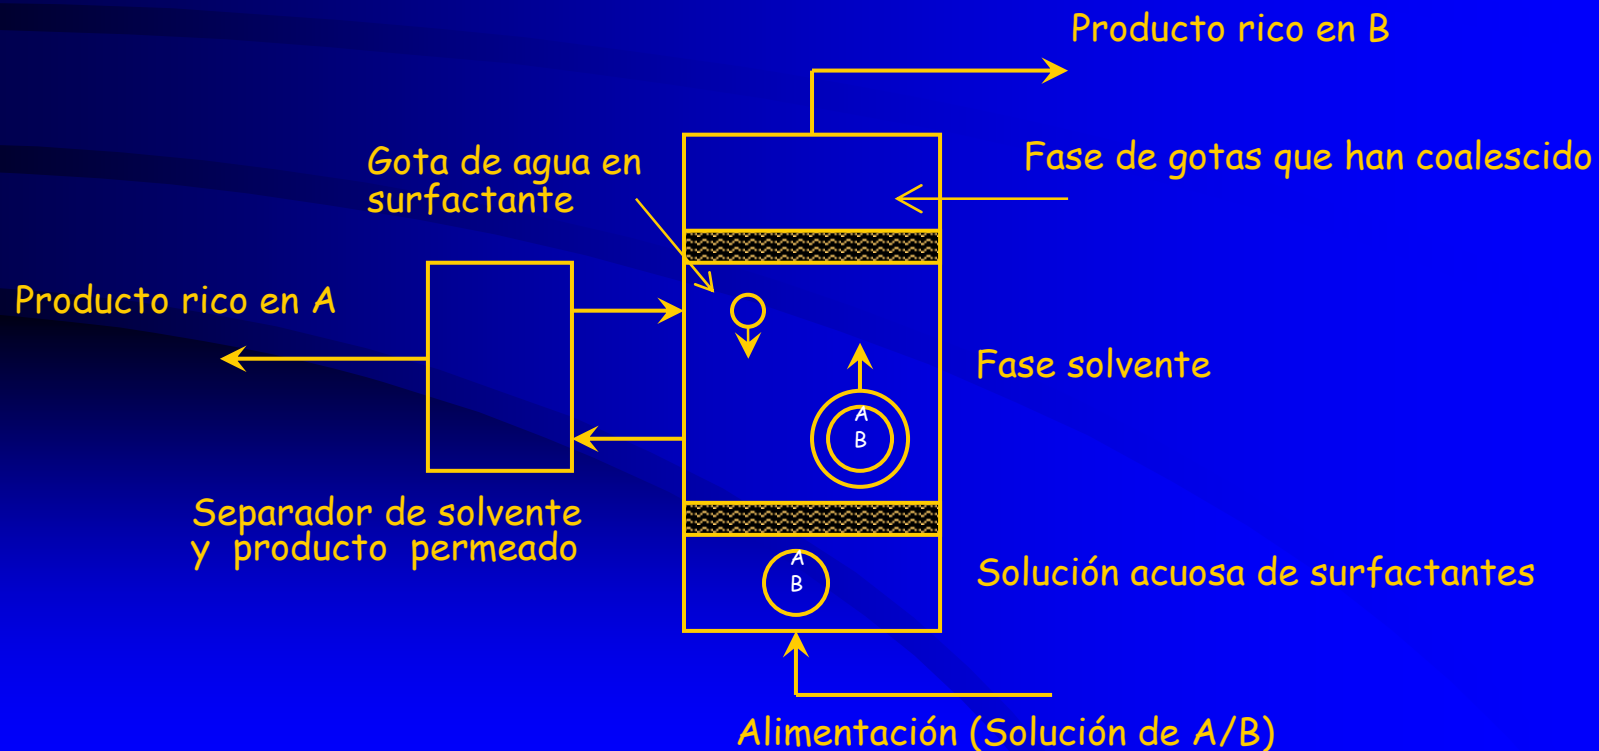 Producto rico en B
Gota de agua en
surfactante
Fase de gotas que han coalescido
Producto rico en A
Fase solvente
A
B
Separador de solvente
y producto permeado
A
B
Solución acuosa de surfactantes
Alimentación (Solución de A/B)